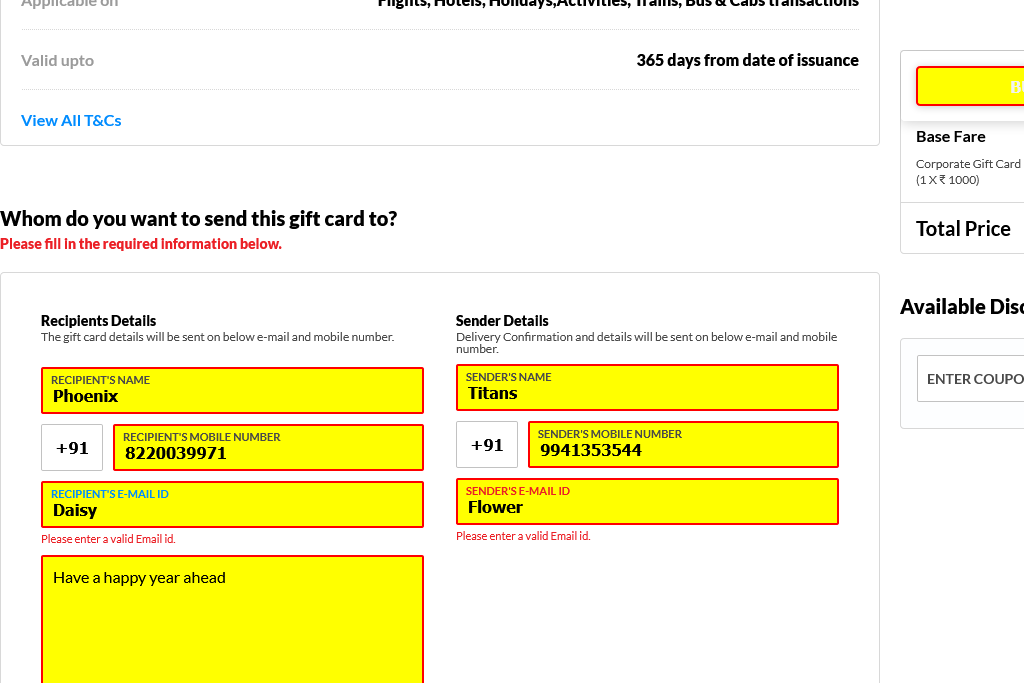 Applicable on
Flights, Hotels, Holidays,Activities, Trains, Bus & Cabs transactions
Valid upto
365 days from date of issuance
View All T&Cs
Whom do you want to send this gift card to?
Please fill in the required information below.
Recipients Details
The gift card details will be sent on below e-mail and mobile number.
RECIPIENT'S NAME
Phoenix
+91
RECIPIENT'S MOBILE NUMBER
8220039971
RECIPIENT'S E-MAIL ID
Daisy
Please enter a valid Email id.
Have a happy year ahead
Sender Details
Delivery Confirmation and details will be sent on below e-mail and mobile
number.
SENDER'S NAME
Titans
+91
SENDER'S MOBILE NUMBER
9941353544
SENDER'S E-MAIL ID
Flower
Please enter a valid Email id.
Base Fare
Corporate Gift Card
(1 X ₹ 1000)
Total Price
Available
ENTER